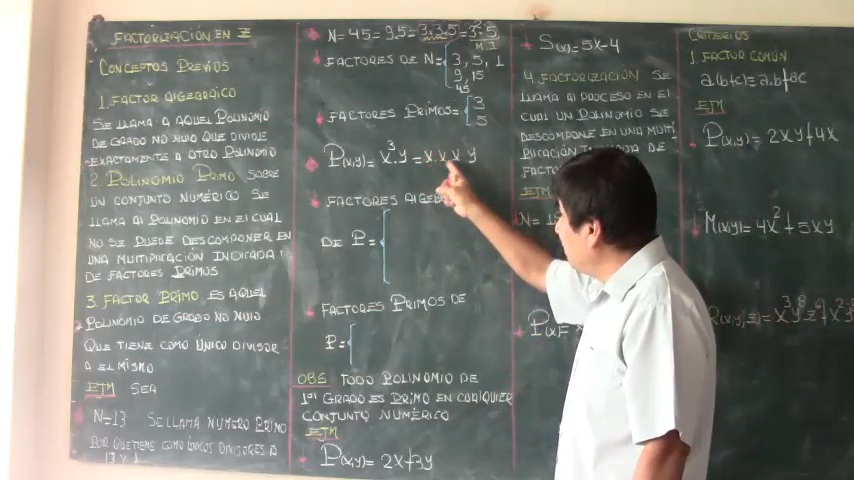 FACTORIZACIÓN EN Z
CONCEPTOS PREVIOS
1. FACTOR ALGEBRAICO
SE LLAMA A AQUEL POLINOMIO
DE GRADO NO NULO QUE DIVIDE
EXACTAMENTE A OTRO POLINOMIO
2. POLINOMIO PRIMO SOBRE
UN CONJUNTO NUMÉRICO SE
LLAMA AL POLINOMIO EN EL CUAL
NO SE PUEDE DESCOMPONER EN
UNA MULTIPLICACIÓN INDICADA
DE FACTORES PRIMOS
3. FACTOR PRIMO ES AQUEL
POLINOMIO DE GRADO NO NULO
QUE TIENE COMO ÚNICO DIVISOR
A EL MISMO
EJM SEA
N=13 SE LLAMA NUMERO PRIMO
POR QUE TIENE COMO ÚNICOS DIVISORES A
13 Y 1
N=45=9.5=3.3.5=3².5
M.I
FACTORES DE N= 3, 5, 1
9, 15
45
FACTORES PRIMOS= 3
5
P(x,y)= x³.y = x.x.x.y
FACTORES
DE P=
FACTORES PRIMOS DE
P=
OBS TODO POLINOMIO DE
1er GRADO ES PRIMO EN CUALQUIER
CONJUNTO NUMÉRICO
EJM
P(x,y)= 2x+3y
S(x)=5x-4
4. FACTORIZACIÓN SE
LLAMA AL PROCESO EN EL
CUAL UN POLINOMIO SE
DESCOMPONE EN UNA MULTI
PLICACIÓN INDICADA DE
EJM
P(x)=
CRITERIOS
1. FACTOR COMÚN
a(b+c)=a.b+ac
EJM
P(x,y)= 2xy+4x
M(x,y)=4x²+5xy